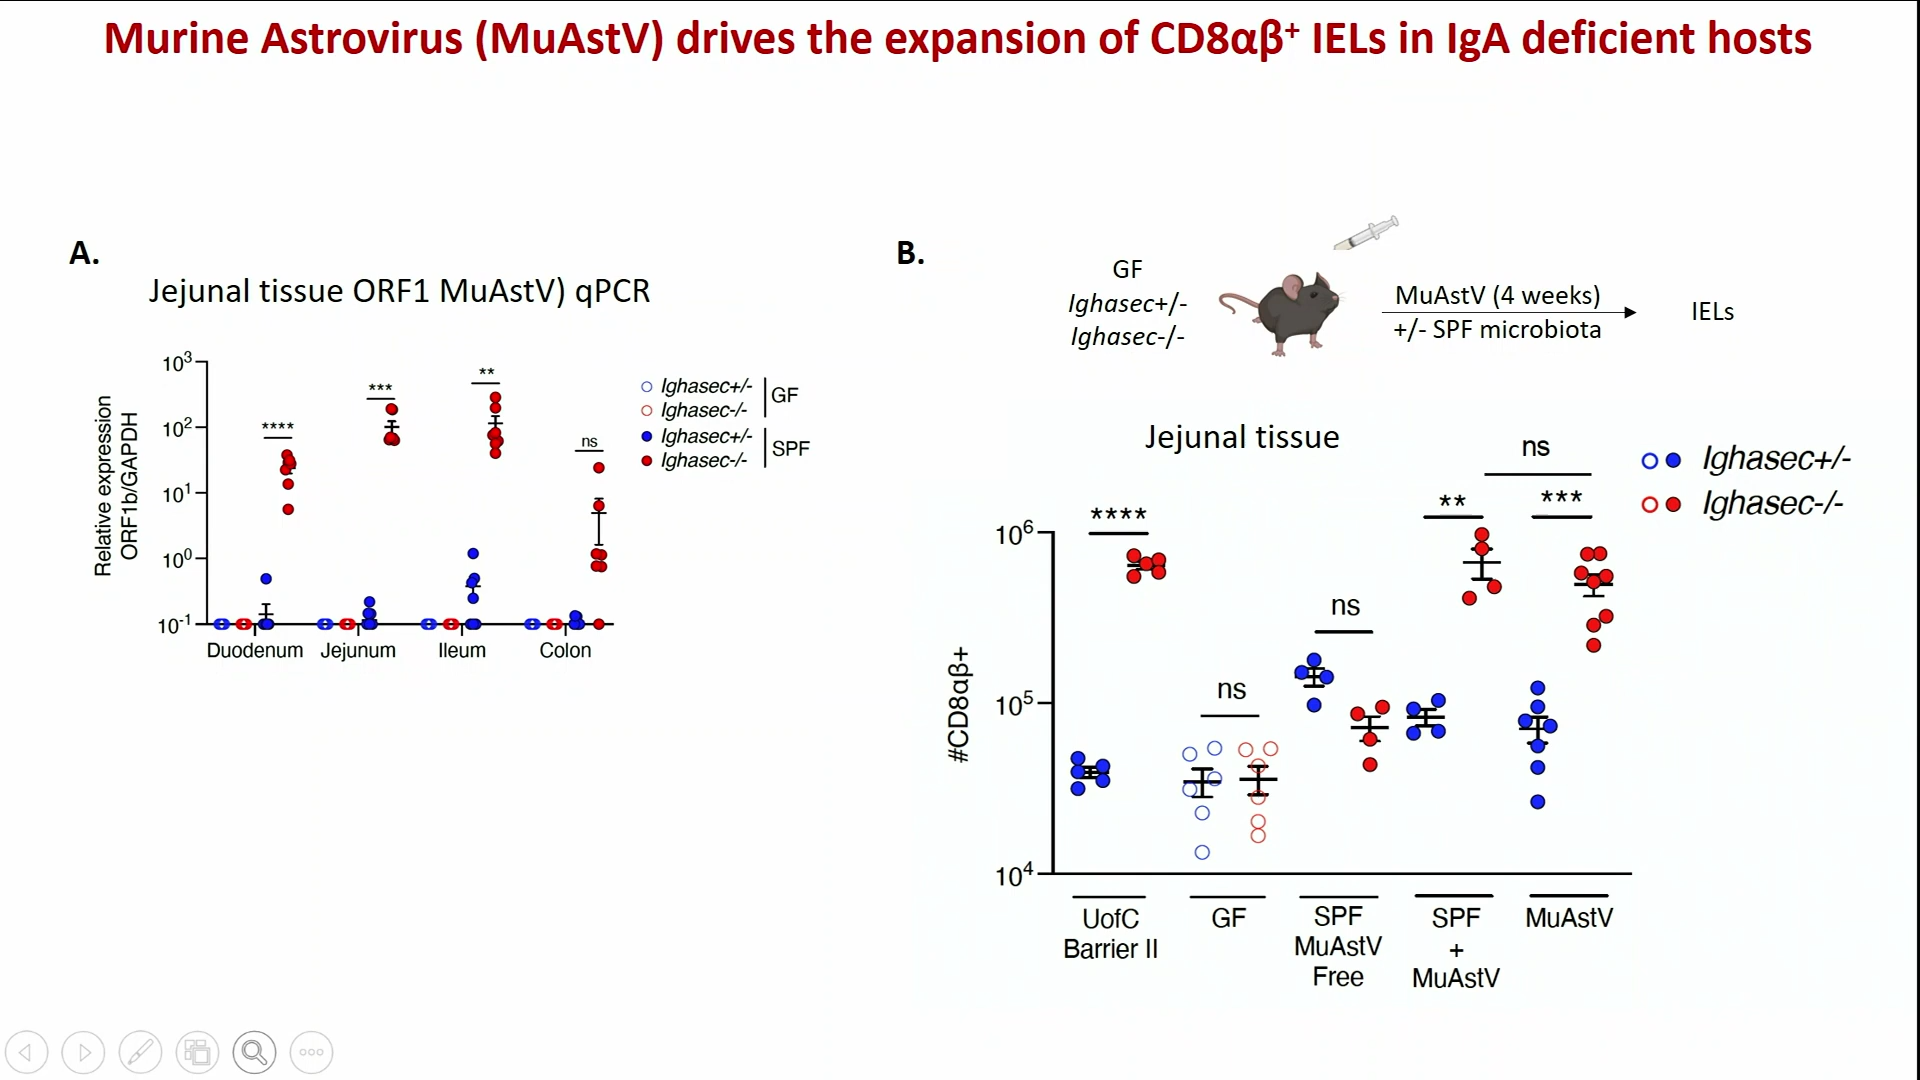 Murine Astrovirus (MuAstV) drives the expansion of CD8αβ⁺ IELs in IgA deficient hosts
A.
Jejunal tissue ORF1 MuAstV) qPCR
Relative expression
ORF1b/GAPDH
10³
10²
10¹
10⁰
10⁻¹
****
***
**
ns
Duodenum
Jejunum
Ileum
Colon
Ighasec+/-
Ighasec-/-
GF
Ighasec+/-
Ighasec-/-
SPF
B.
GF
Ighasec+/-
Ighasec-/-
MuAstV (4 weeks)
+/- SPF microbiota
IELs
Jejunal tissue
#CD8αβ+
10⁶
10⁵
10⁴
****
ns
ns
**
***
ns
Ighasec+/-
Ighasec-/-
UofC
Barrier II
GF
SPF
MuAstV
Free
SPF
+
MuAstV
MuAstV